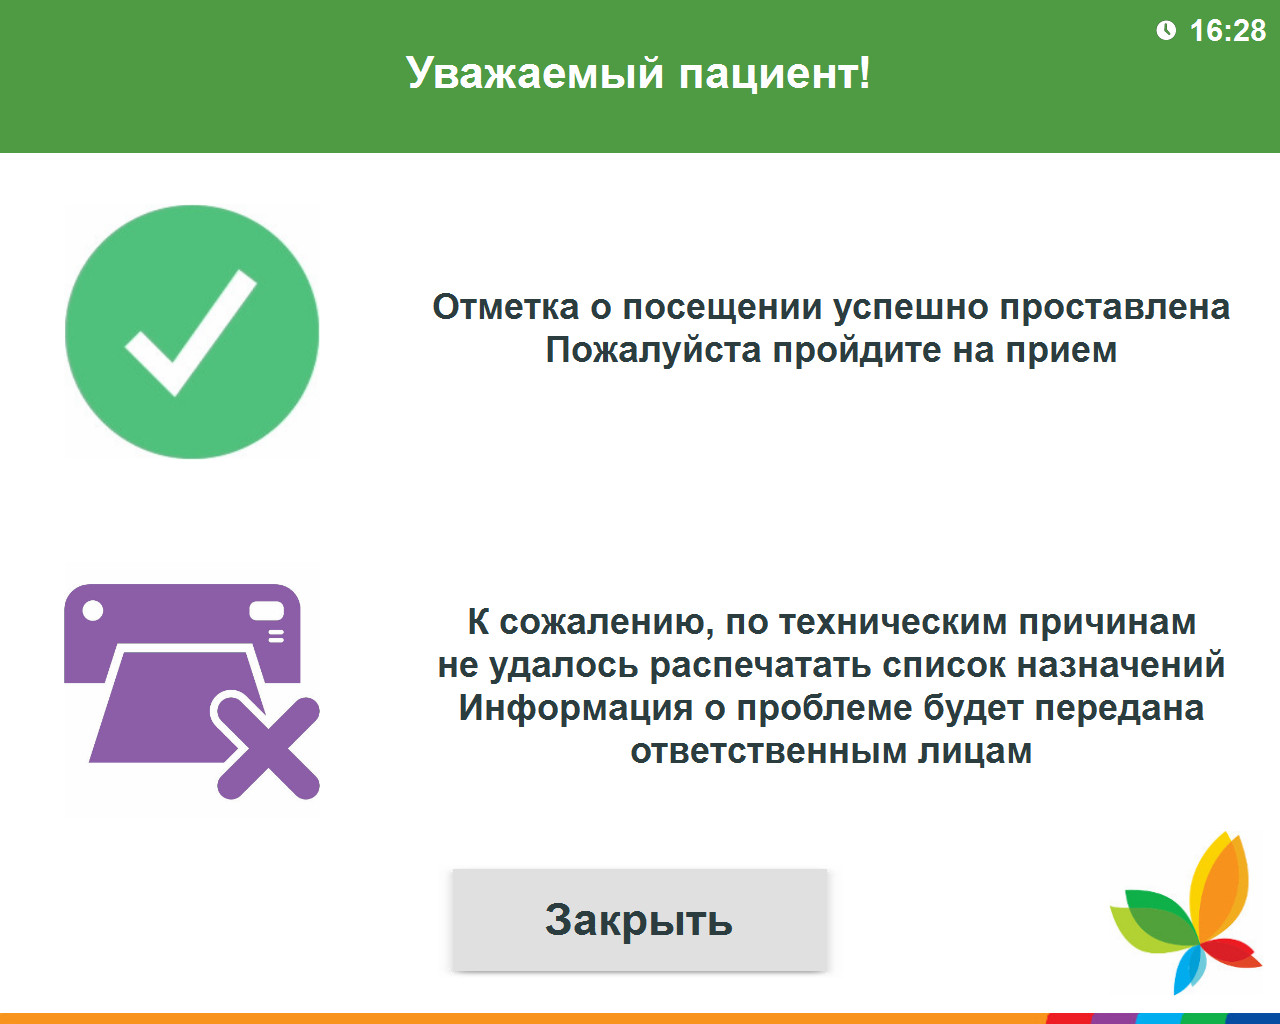 16:28
Уважаемый пациент!
Отметка о посещении успешно проставлена
Пожалуйста пройдите на прием
К сожалению, по техническим причинам
не удалось распечатать список назначений
Информация о проблеме будет передана
ответственным лицам
Закрыть